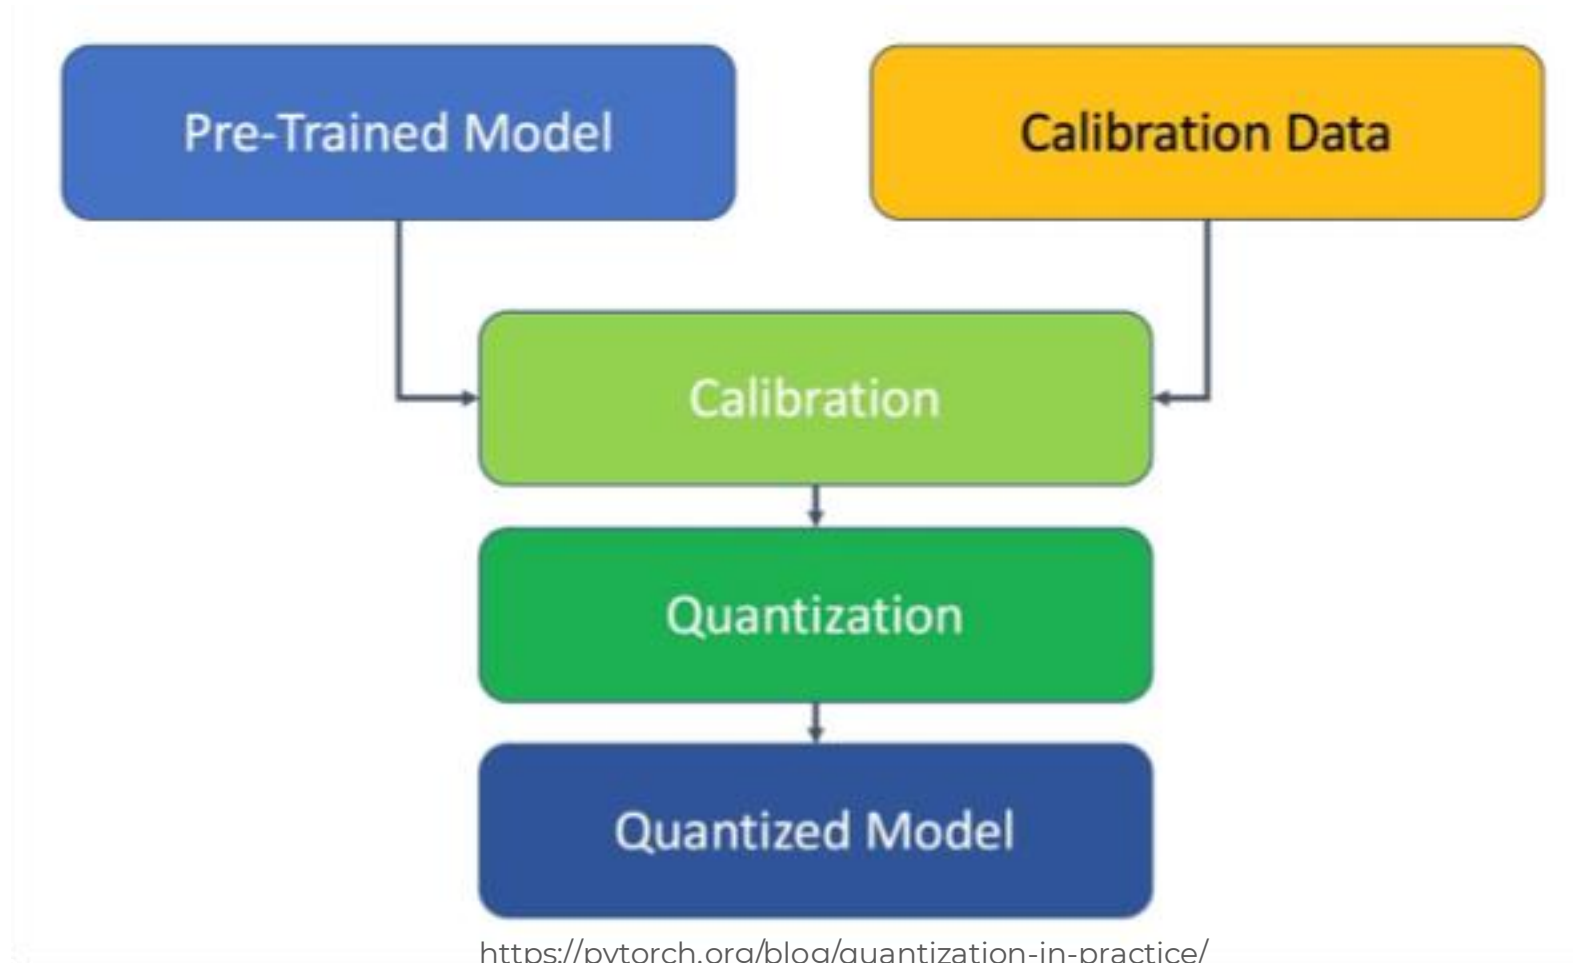 Pre-Trained Model
Calibration Data
Calibration
Quantization
Quantized Model
https://pytorch.org/blog/quantization-in-practice/